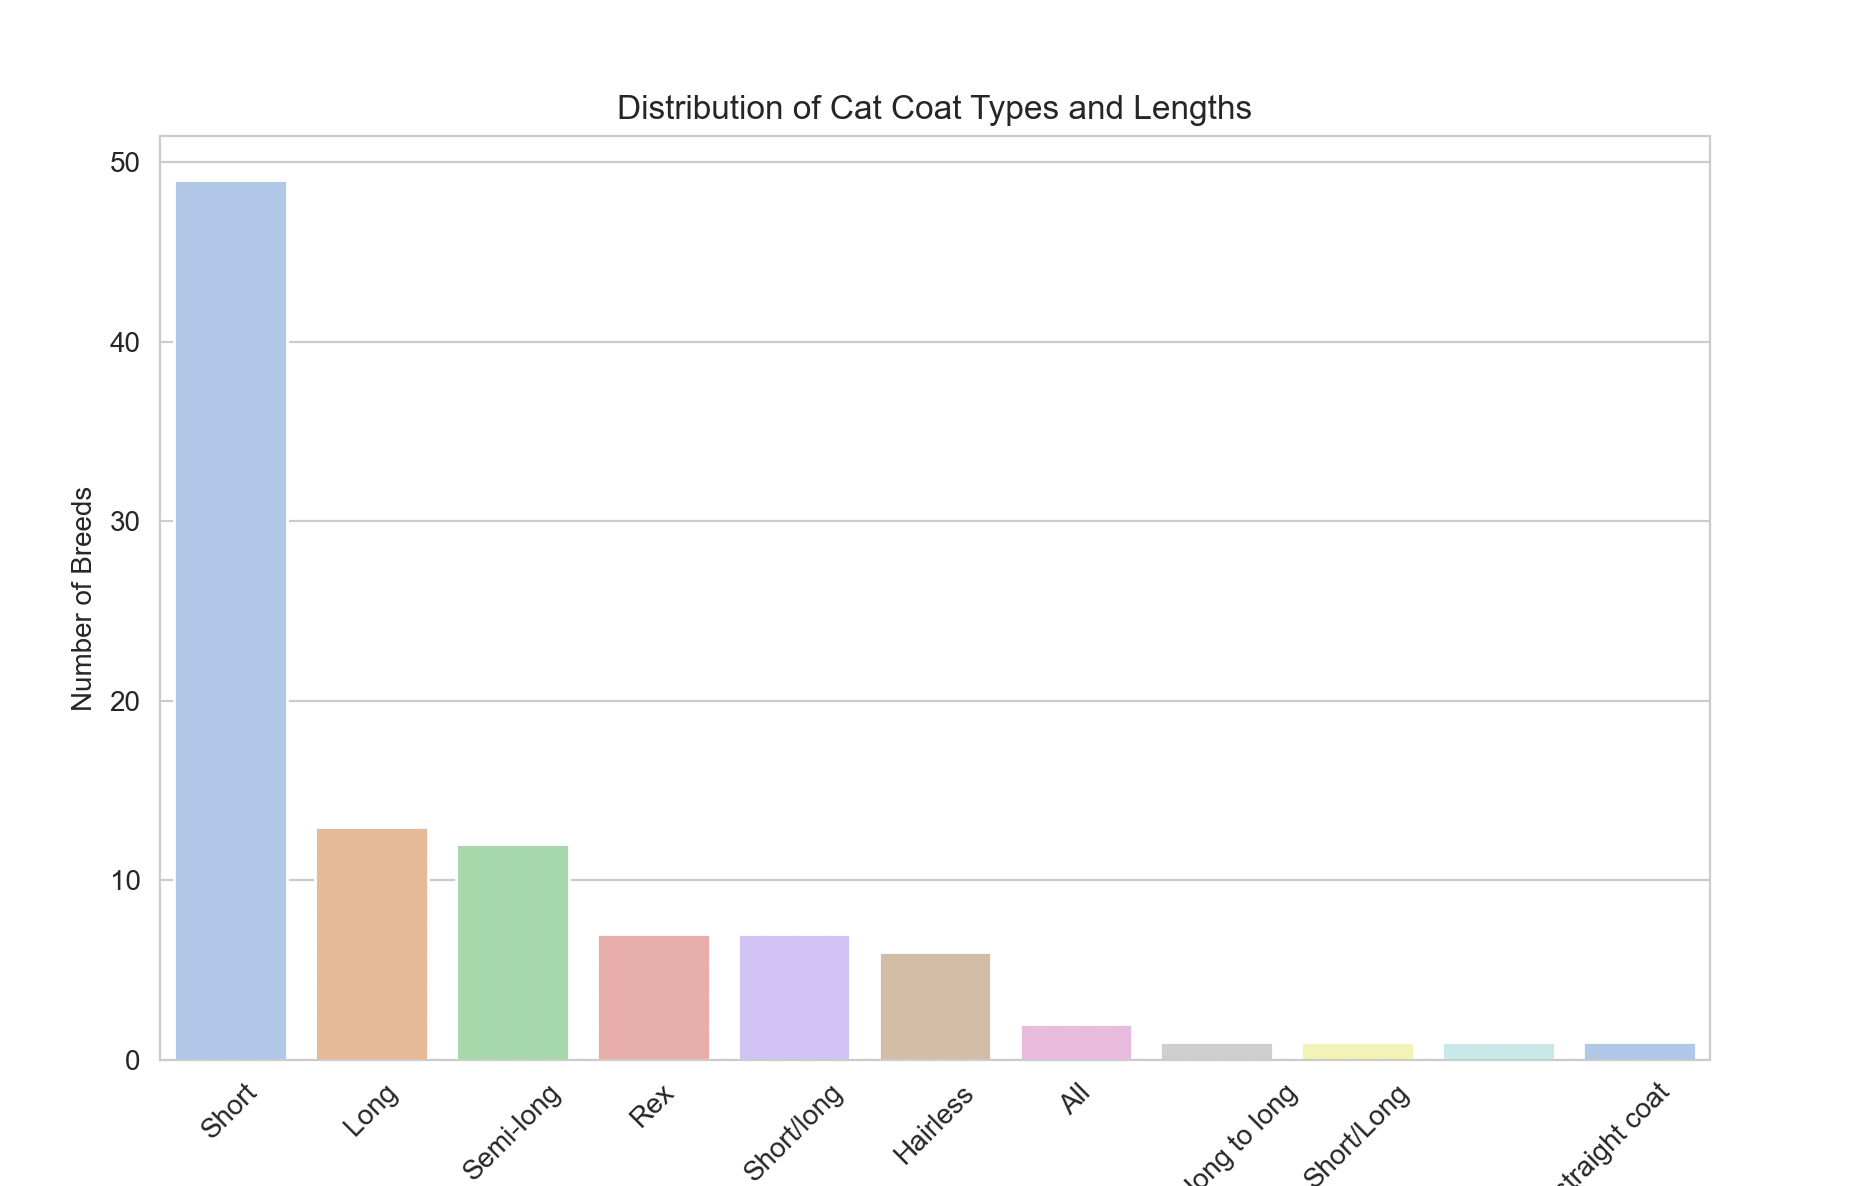 Distribution of Cat Coat Types and Lengths
Number of Breeds
50
40
30
20
10
0
Short
Long
Semi-long
Rex
Short/long
Hairless
All
long to long
Short/Long
straight coat